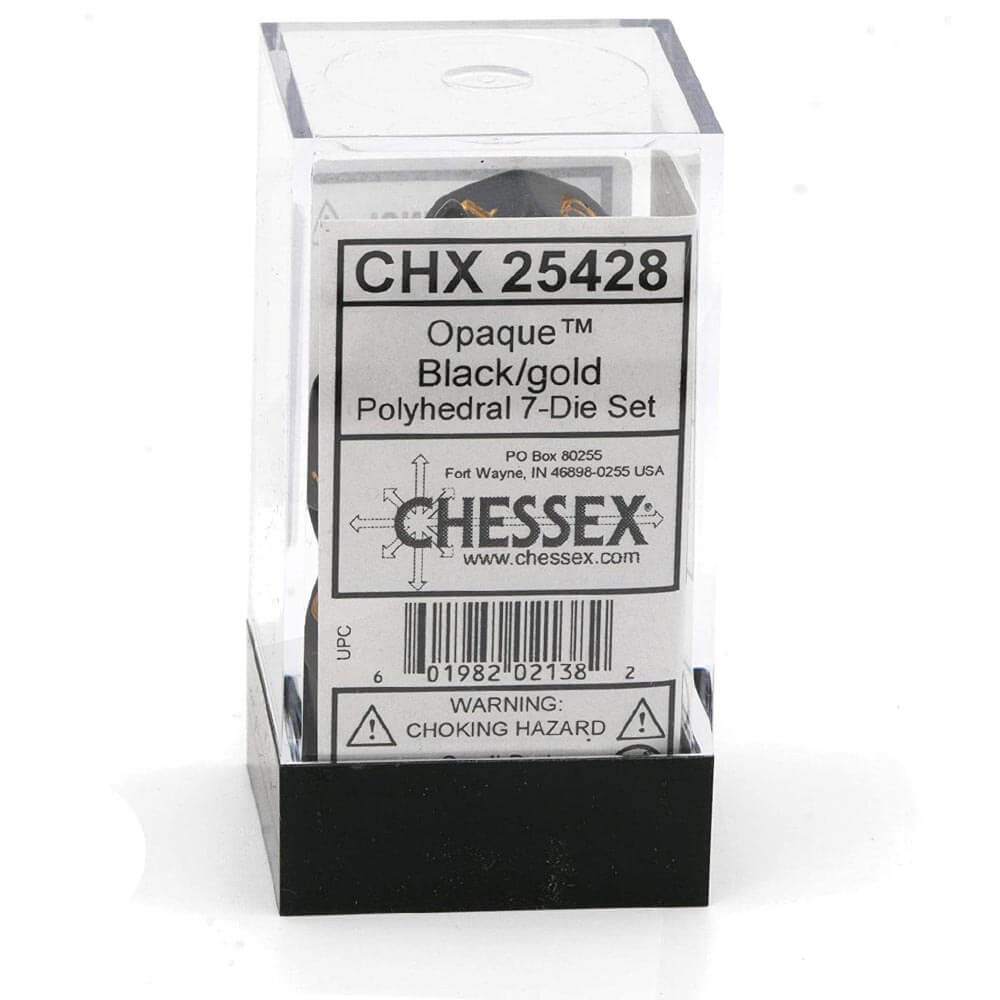 CHX 25428
Opaque™
Black/gold
Polyhedral 7-Die Set
PO Box 80255
Fort Wayne, IN 46898-0255 USA
CHESSEX®
www.chessex.com
UPC
6 01982 02138 2
WARNING:
CHOKING HAZARD